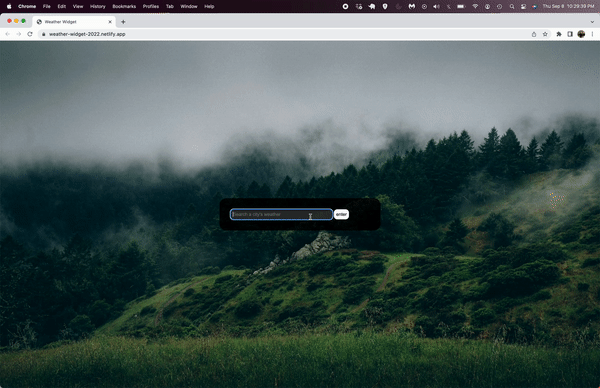 Chrome File Edit View History Bookmarks Profiles Tab Window Help Thu Sep 8 10:29:39 PM
Weather Widget
weather-widget-2022.netlify.app
Search a city's weather enter